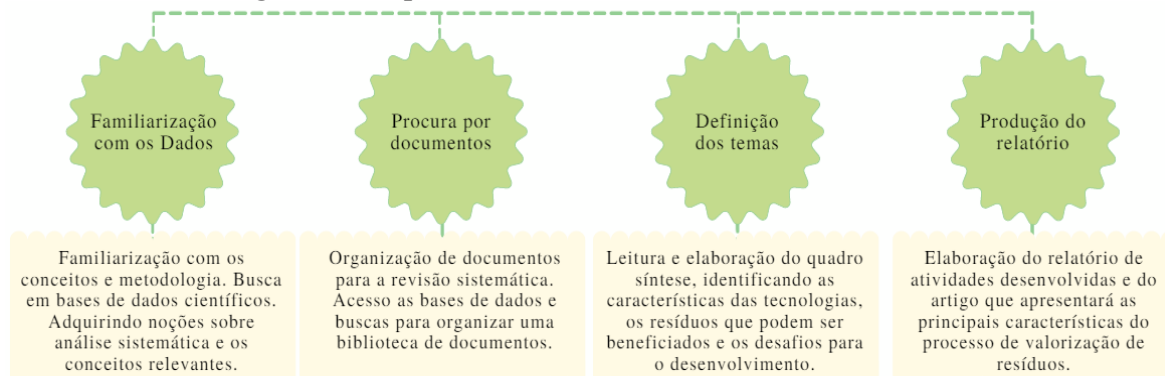 Familiarização
com os Dados
Procura por
documentos
Definição
dos temas
Produção do
relatório
Familiarização com os
conceitos e metodologia. Busca
em bases de dados científicos.
Adquirindo noções sobre
análise sistemática e os
conceitos relevantes.
Organização de documentos
para a revisão sistemática.
Acesso as bases de dados e
buscas para organizar uma
biblioteca de documentos.
Leitura e elaboração do quadro
síntese, identificando as
características das tecnologias,
os resíduos que podem ser
beneficiados e os desafios para
o desenvolvimento.
Elaboração do relatório de
atividades desenvolvidas e do
artigo que apresentará as
principais características do
processo de valorização de
resíduos.